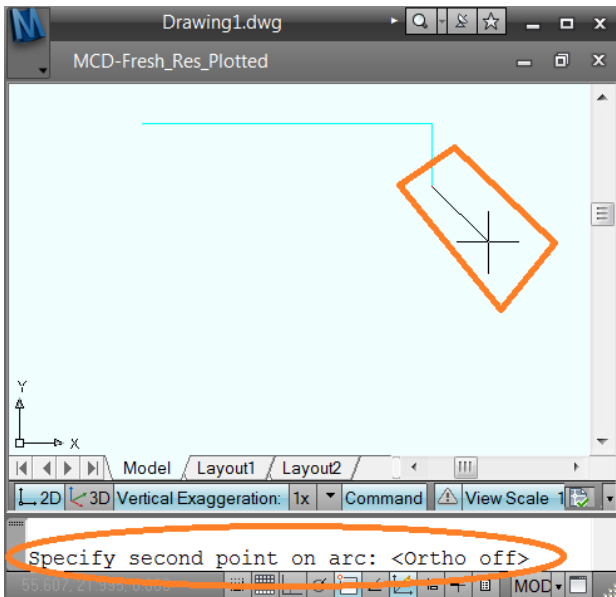 Drawing1.dwg
MCD-Fresh_Res_Plotted
Y
X
Model Layout1 Layout2
2D 3D Vertical Exaggeration: 1x Command View Scale 1
Specify second point on arc: <Ortho off>
MOD